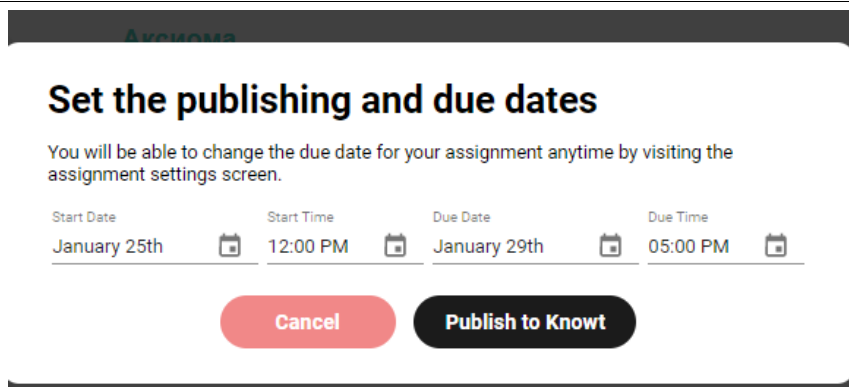 Аксиома
Set the publishing and due dates
You will be able to change the due date for your assignment anytime by visiting the
assignment settings screen.
Start Date Start Time Due Date Due Time
January 25th 12:00 PM January 29th 05:00 PM
Cancel Publish to Knowt